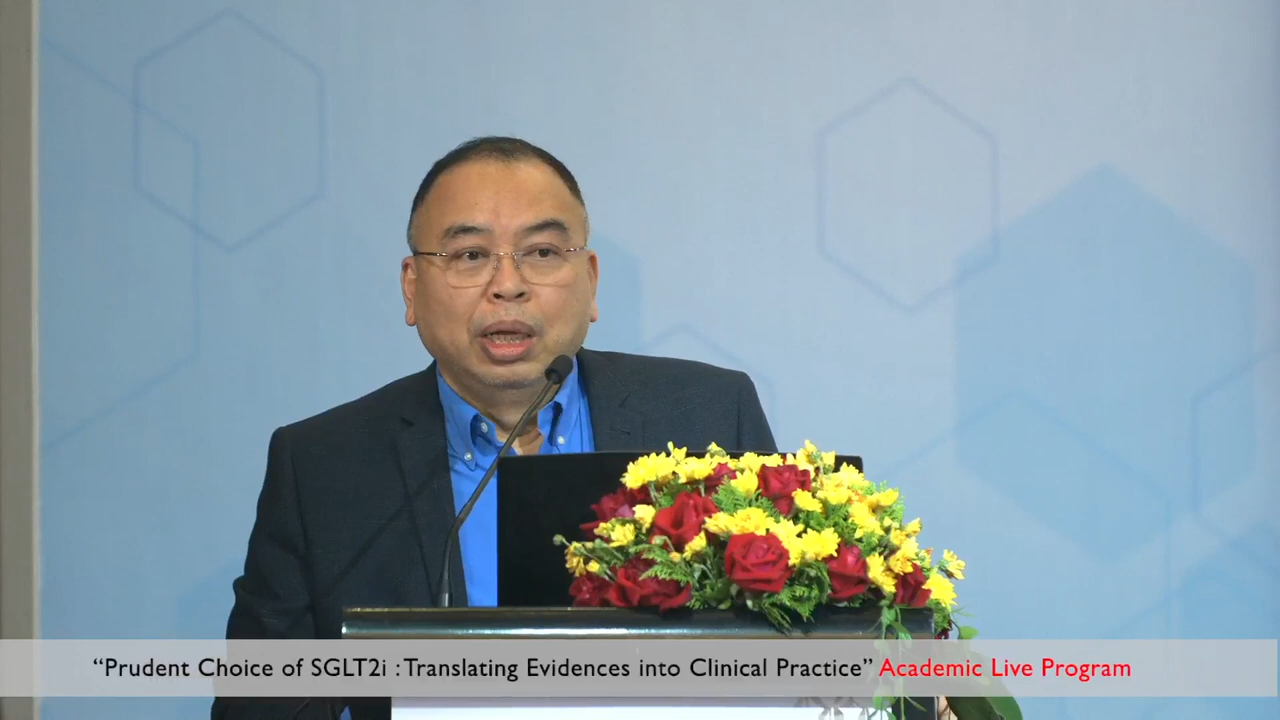 “Prudent Choice of SGLT2i : Translating Evidences into Clinical Practice” Academic Live Program